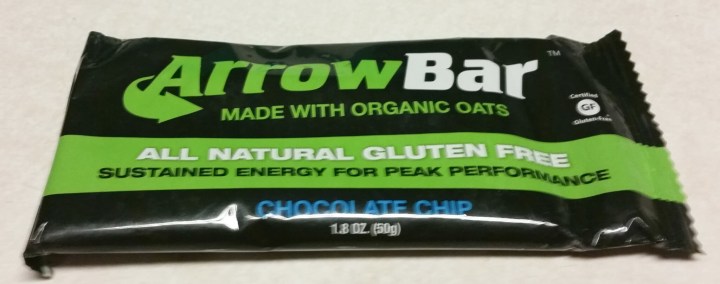 ArrowBar™
MADE WITH ORGANIC OATS
Certified
GF
Gluten-Free
ALL NATURAL GLUTEN FREE
SUSTAINED ENERGY FOR PEAK PERFORMANCE
CHOCOLATE CHIP
1.8 OZ. (50g)